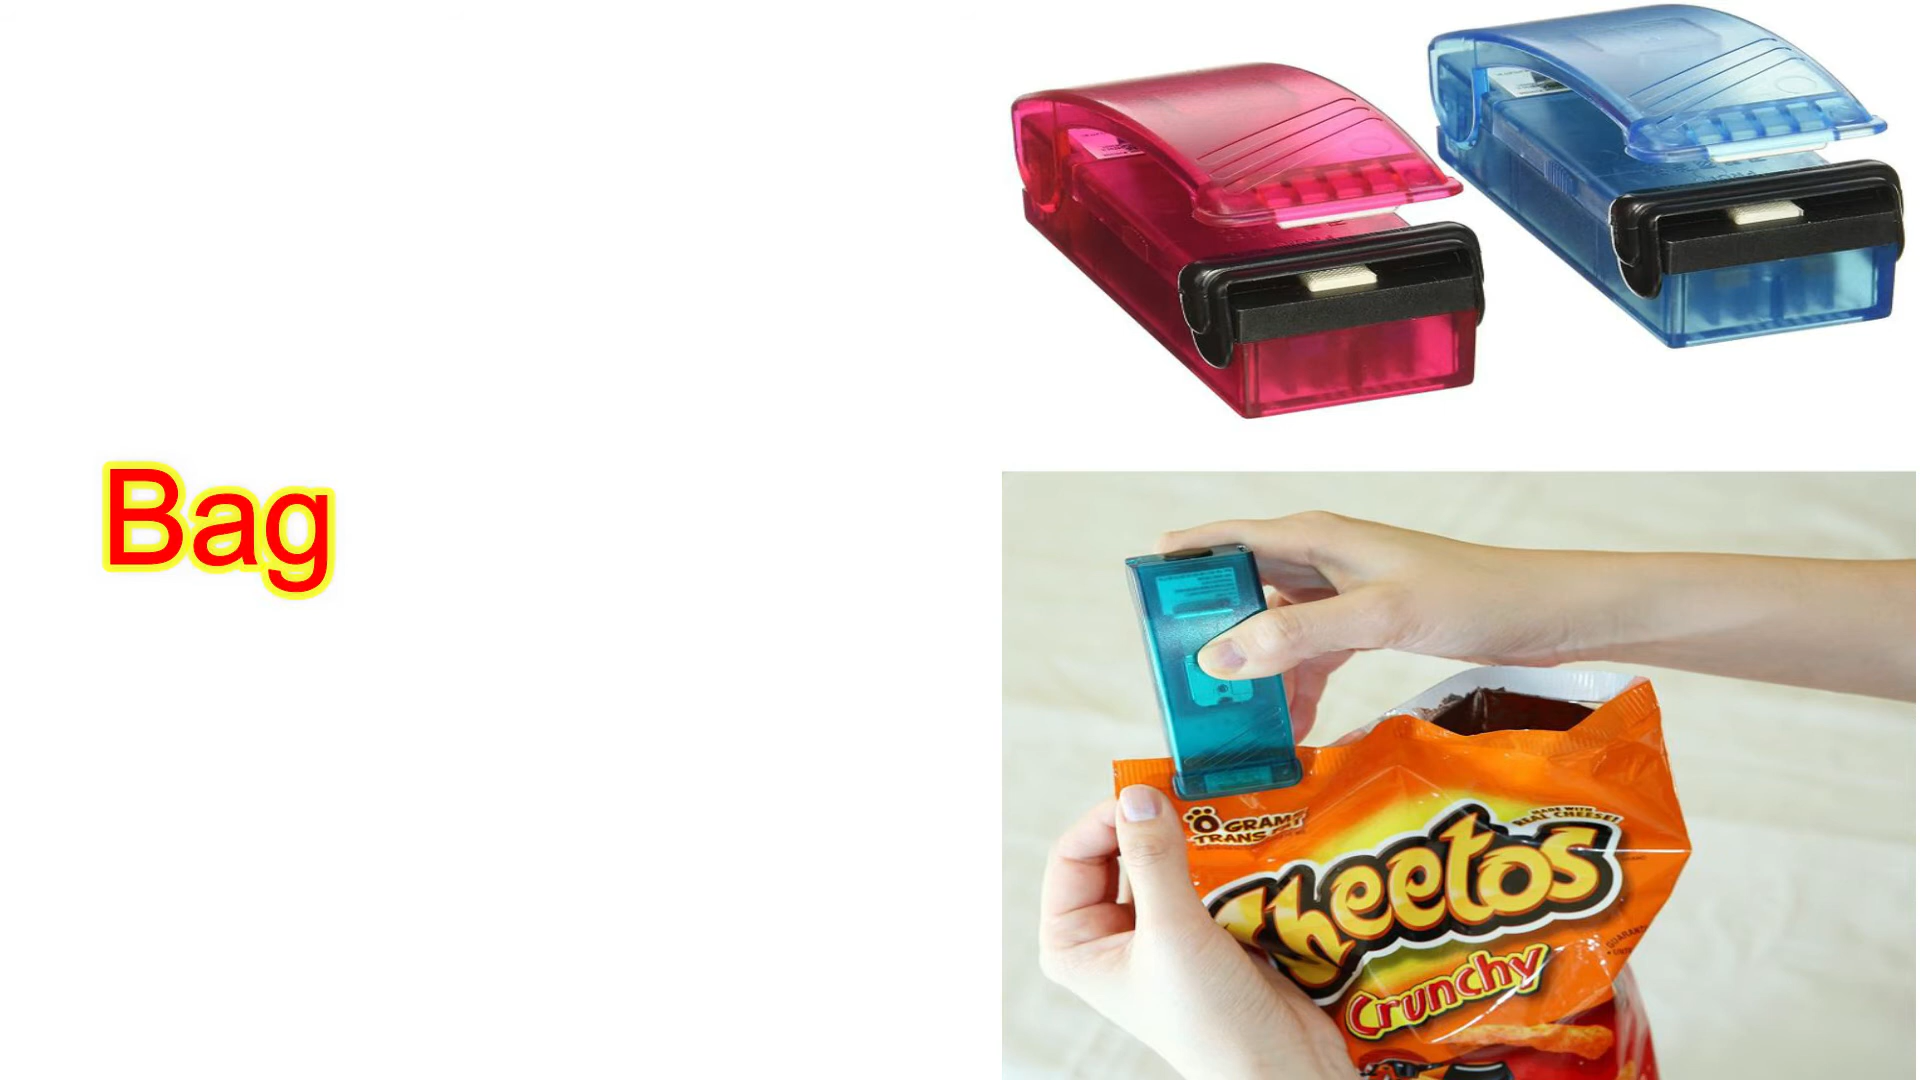 Bag
0 GRAMS
TRANS FAT
MADE WITH
REAL CHEESE!
Cheetos
Crunchy